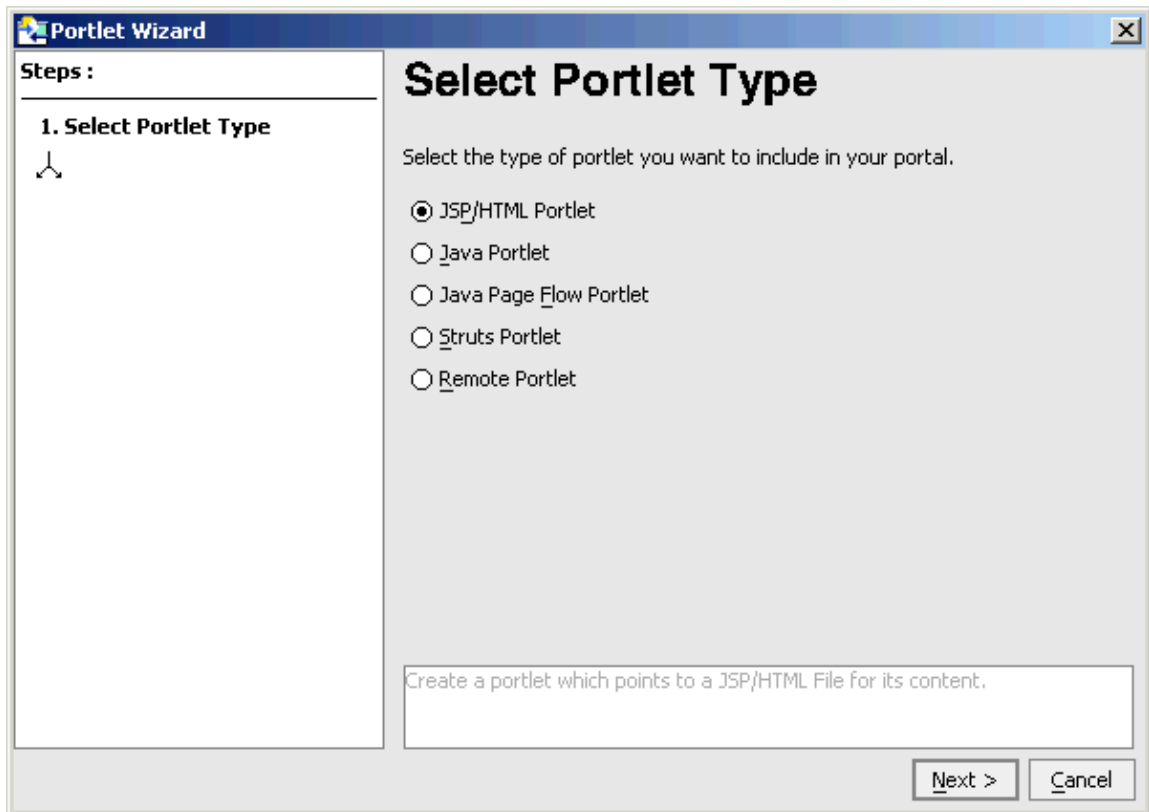 Portlet Wizard
Steps :
1. Select Portlet Type
Select Portlet Type
Select the type of portlet you want to include in your portal.
JSP/HTML Portlet
Java Portlet
Java Page Flow Portlet
Struts Portlet
Remote Portlet
Create a portlet which points to a JSP/HTML File for its content.
Next >
Cancel